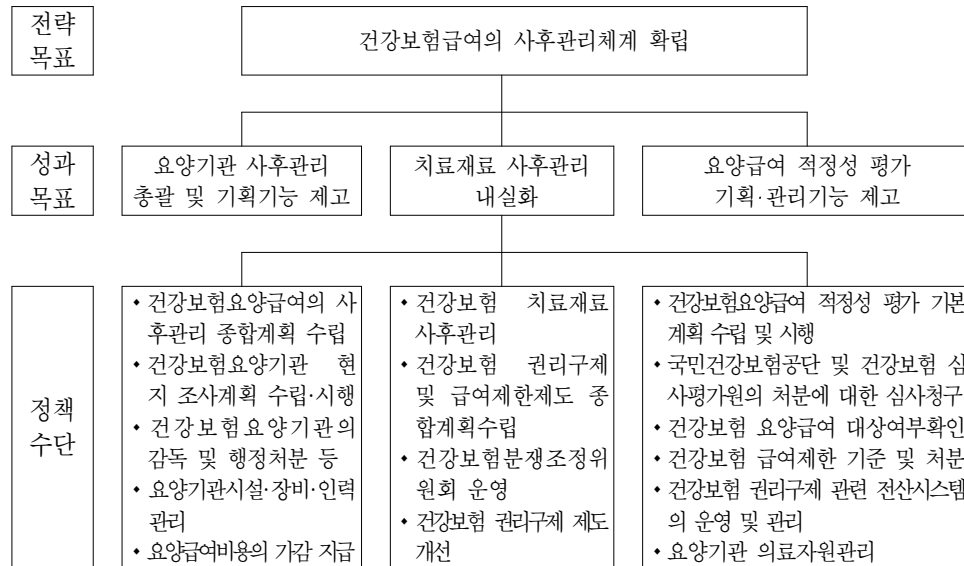 전략
목표
건강보험급여의 사후관리체계 확립
성과
목표
요양기관 사후관리
총괄 및 기획기능 제고
치료재료 사후관리
내실화
요양급여 적정성 평가
기획·관리기능 제고
정책
수단
◆ 건강보험요양급여의 사
후관리 종합계획 수립
◆ 건강보험요양기관 현
지 조사계획 수립·시행
◆ 건강보험요양기관의
감독 및 행정처분 등
◆ 요양기관시설·장비·인력
관리
◆ 요양급여비용의 가감 지급
◆ 건강보험 치료재료
사후관리
◆ 건강보험 권리구제
및 급여제한제도 종
합계획수립
◆ 건강보험분쟁조정위
원회 운영
◆ 건강보험 권리구제 제도
개선
◆ 건강보험요양급여 적정성 평가 기본
계획 수립 및 시행
◆ 국민건강보험공단 및 건강보험 심
사평가원의 처분에 대한 심사청구
◆ 건강보험 요양급여 대상여부확인
◆ 건강보험 급여제한 기준 및 처분
◆ 건강보험 권리구제 관련 전산시스템
의 운영 및 관리
◆ 요양기관 의료자원관리